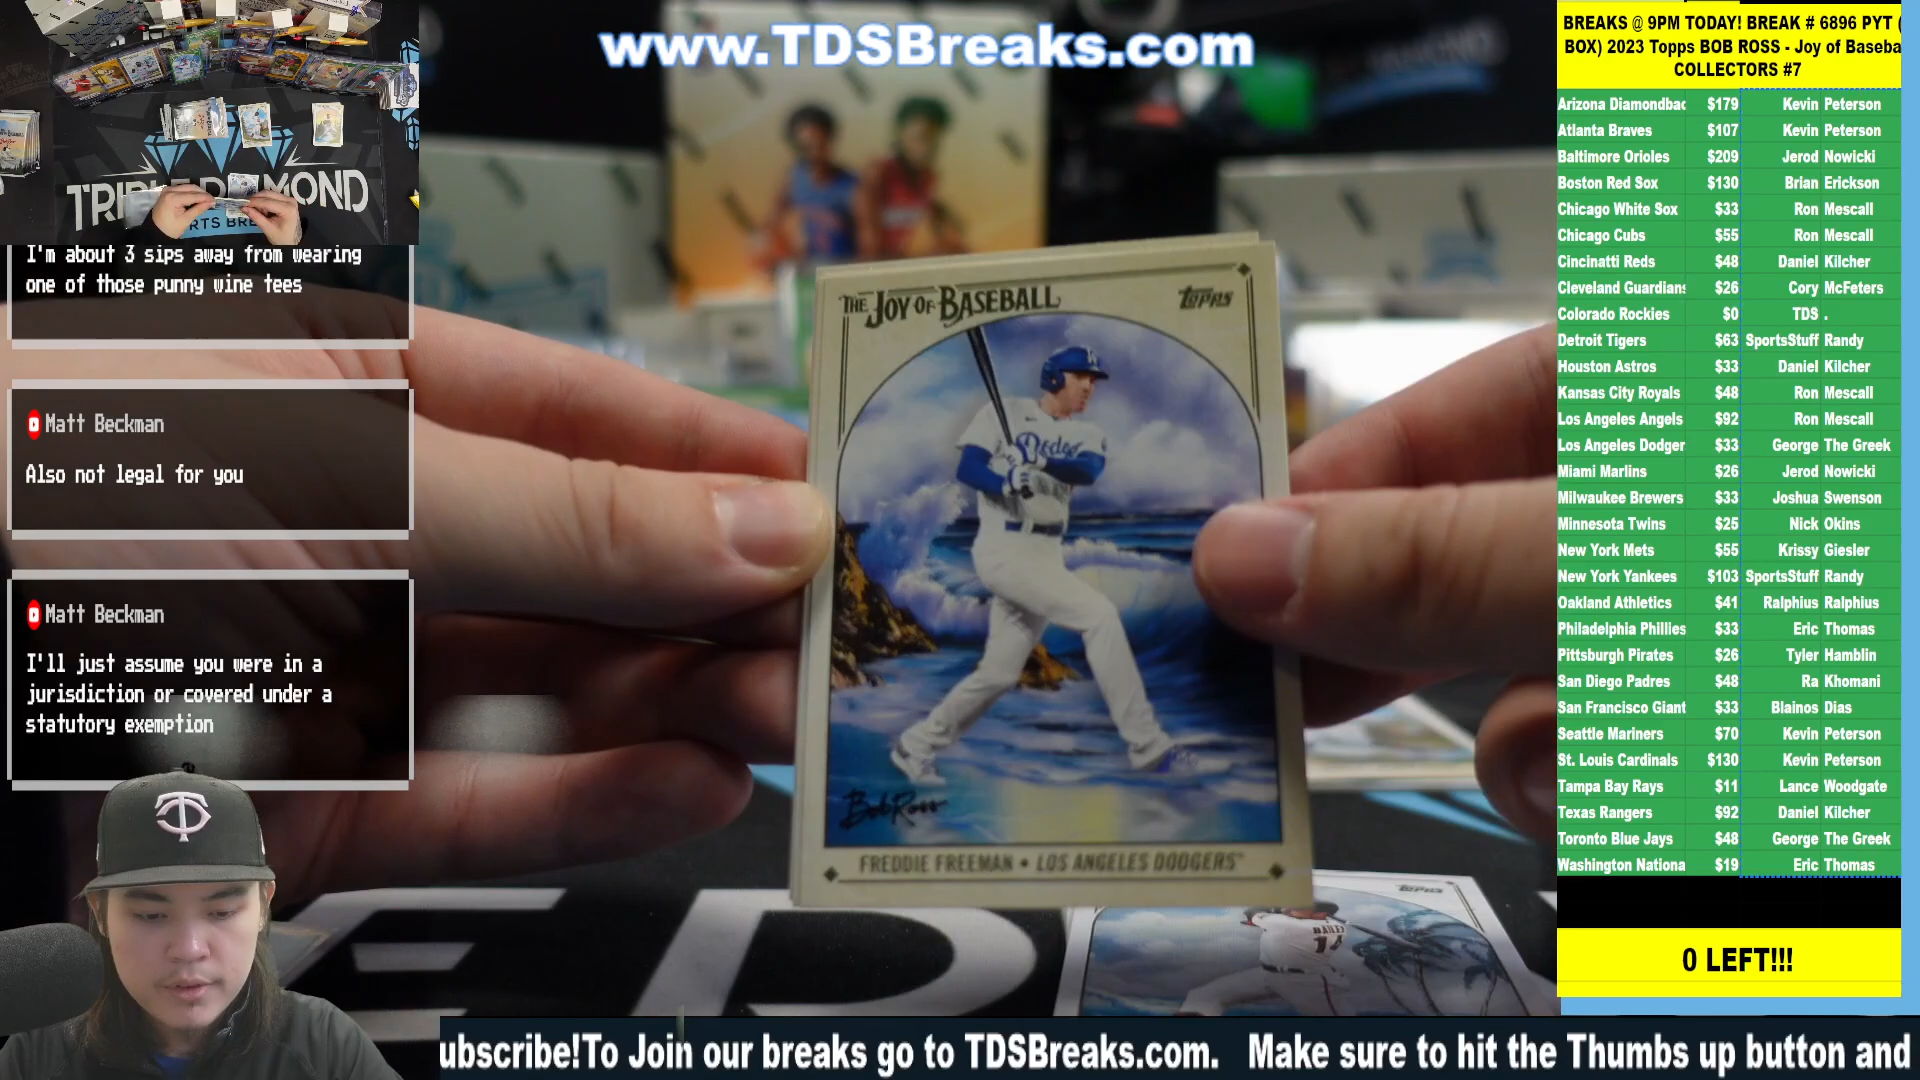 www.TDSBreaks.com
BREAKS @ 9PM TODAY! BREAK # 6896 PYT (
BOX) 2023 Topps BOB ROSS - Joy of Baseba
COLLECTORS #7
Arizona Diamondbac $179 Kevin Peterson
Atlanta Braves $107 Kevin Peterson
Baltimore Orioles $209 Jerod Nowicki
Boston Red Sox $130 Brian Erickson
Chicago White Sox $33 Ron Mescall
Chicago Cubs $55 Ron Mescall
Cincinatti Reds $48 Daniel Kilcher
Cleveland Guardians $26 Cory McFeters
Colorado Rockies $0 TDS .
Detroit Tigers $63 SportsStuff Randy
Houston Astros $33 Daniel Kilcher
Kansas City Royals $48 Ron Mescall
Los Angeles Angels $92 Ron Mescall
Los Angeles Dodger $33 George The Greek
Miami Marlins $26 Jerod Nowicki
Milwaukee Brewers $33 Joshua Swenson
Minnesota Twins $25 Nick Okins
New York Mets $55 Krissy Giesler
New York Yankees $103 SportsStuff Randy
Oakland Athletics $41 Ralphius Ralphius
Philadelphia Phillies $33 Eric Thomas
Pittsburgh Pirates $26 Tyler Hamblin
San Diego Padres $48 Ra Khomani
San Francisco Giant $33 Blainos Dias
Seattle Mariners $70 Kevin Peterson
St. Louis Cardinals $130 Kevin Peterson
Tampa Bay Rays $11 Lance Woodgate
Texas Rangers $92 Daniel Kilcher
Toronto Blue Jays $48 George The Greek
Washington Nationa $19 Eric Thomas
0 LEFT!!!
TRIPLE DIAMOND
RTS BRE
I'm about 3 sips away from wearing
one of those punny wine tees
Matt Beckman
Also not legal for you
Matt Beckman
I'll just assume you were in a
jurisdiction or covered under a
statutory exemption
TC
THE JOY OF BASEBALL
TOPPS
Dodgers
Bob Ross
FREDDIE FREEMAN • LOS ANGELES DODGERS™
TOPPS
BAILEY
14
ubscribe!To Join our breaks go to TDSBreaks.com. Make sure to hit the Thumbs up button and